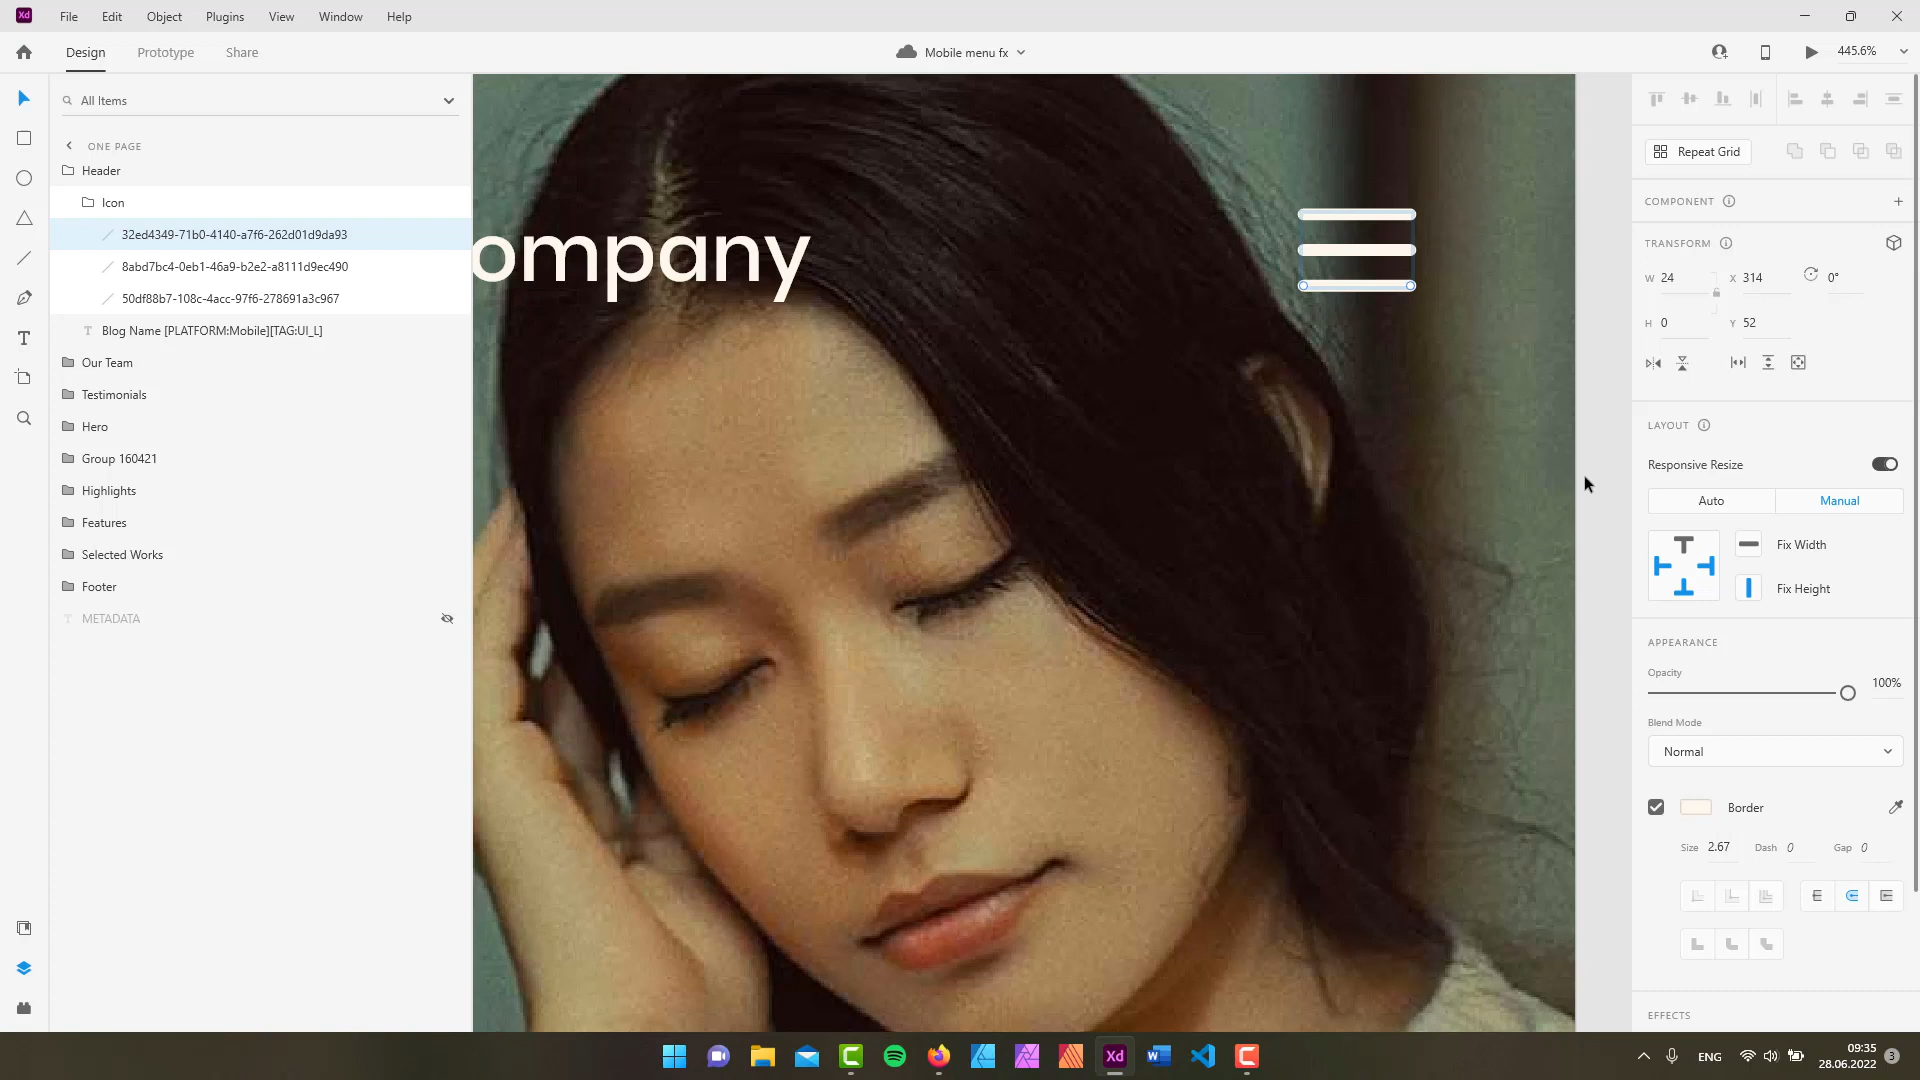 Xd
File
Edit
Object
Plugins
View
Window
Help
Design
Prototype
Share
Mobile menu fx
445.6%
All Items
ONE PAGE
Header
Icon
32ed4349-71b0-4140-a7f6-262d01d9da93
8abd7bc4-0eb1-46a9-b2e2-a8111d9ec490
50df88b7-108c-4acc-97f6-278691a3c967
Blog Name [PLATFORM:Mobile][TAG:UI_L]
Our Team
Testimonials
Hero
Group 160421
Highlights
Features
Selected Works
Footer
METADATA
ompany
Repeat Grid
COMPONENT
TRANSFORM
W 24 X 314 0°
H 0 Y 52
LAYOUT
Responsive Resize
Auto Manual
Fix Width
Fix Height
APPEARANCE
Opacity
100%
Blend Mode
Normal
Border
Size 2.67 Dash 0 Gap 0
EFFECTS
Xd
ENG
09:35
28.06.2022
3